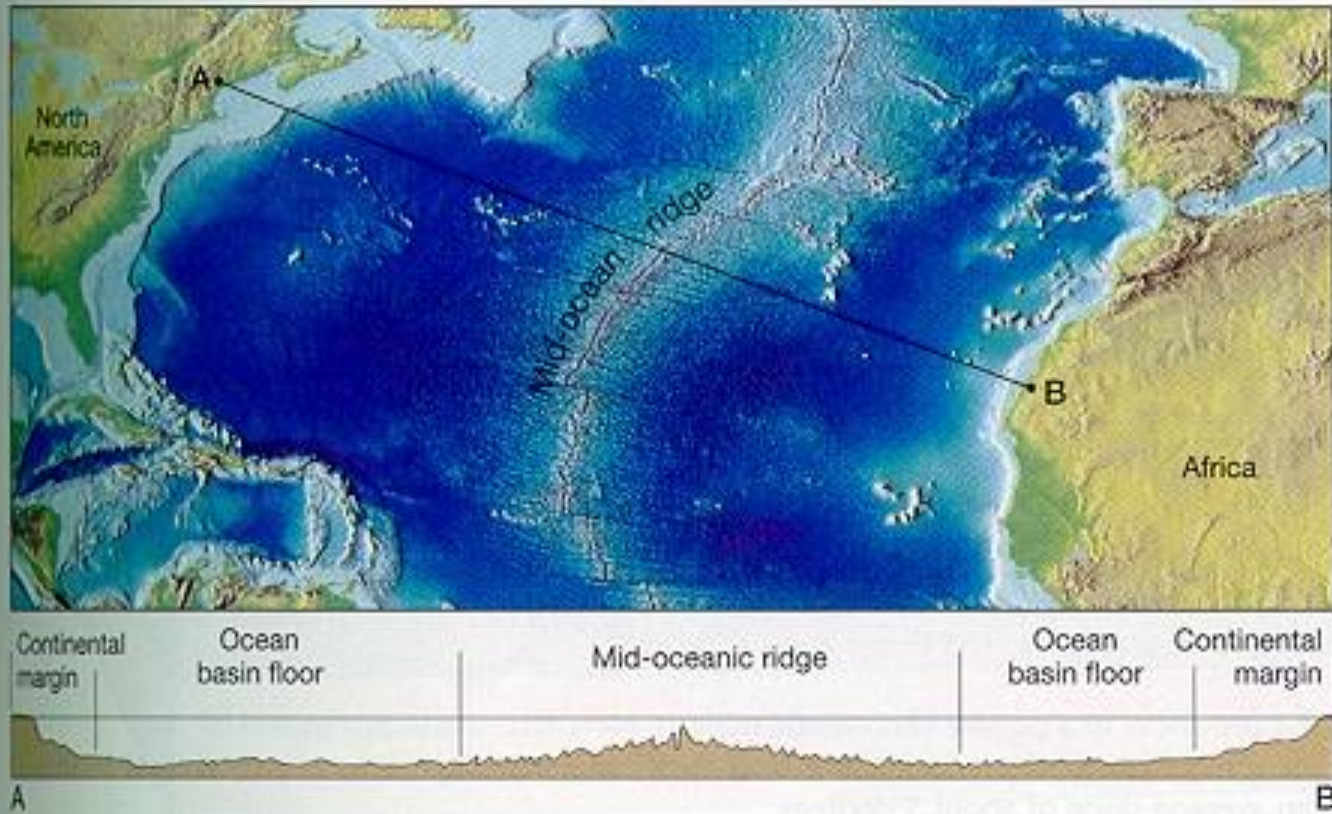 A
North
America
Mid-ocean ridge
B
Africa
Continental
margin
Ocean
basin floor
Mid-oceanic ridge
Ocean
basin floor
Continental
margin
A
B